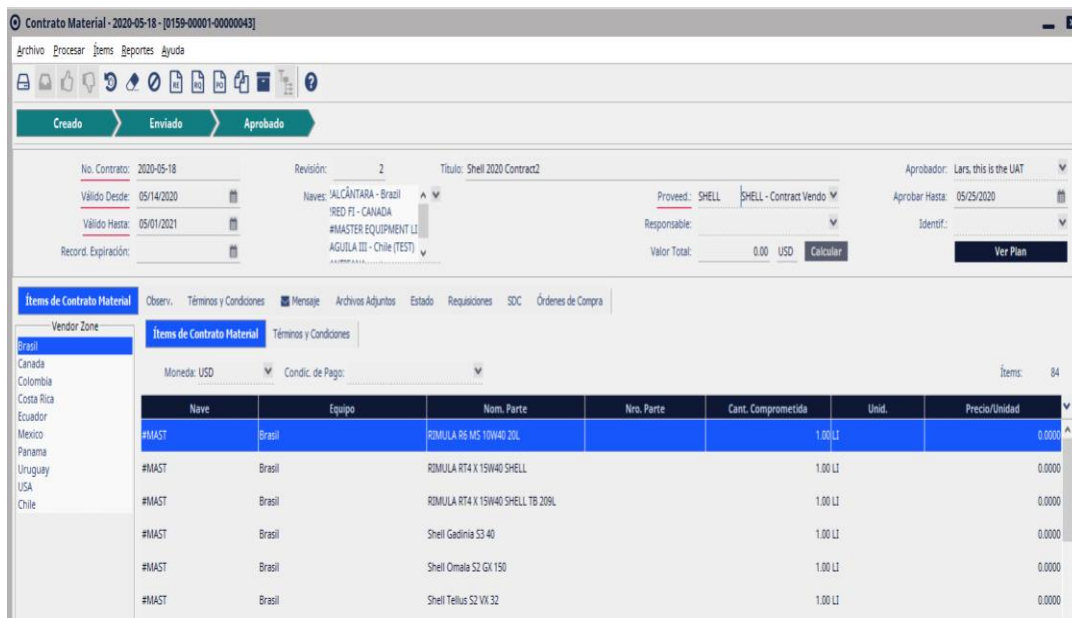 Contrato Material - 2020-05-18 - [0159-00001-00000043]
Archivo Procesar Ítems Reportes Ayuda
RE RQ PO
Creado Enviado Aprobado
No. Contrato: 2020-05-18 Revisión: 2 Título: Shell 2020 Contract2 Aprobador: Lars, this is the UAT
Válido Desde: 05/14/2020 Naves: !ALCÂNTARA - Brazil Proveed.: SHELL SHELL - Contract Vendo Aprobar Hasta: 05/25/2020
!RED FI - CANADA
Válido Hasta: 05/01/2021 #MASTER EQUIPMENT LI Responsable: Identif.:
Record. Expiración: AGUILA III - Chile (TEST) Valor Total: 0.00 USD Calcular Ver Plan
Ítems de Contrato Material Observ. Términos y Condiciones Mensaje Archivos Adjuntos Estado Requisiciones SDC Órdenes de Compra
Vendor Zone
Brasil
Canada
Colombia
Costa Rica
Ecuador
Mexico
Panama
Uruguay
USA
Chile
Ítems de Contrato Material Términos y Condiciones
Moneda: USD Condic. de Pago: Ítems: 84
Nave Equipo Nom. Parte Nro. Parte Cant. Comprometida Unid. Precio/Unidad
#MAST Brasil RIMULA R6 MS 10W40 20L 1.00 LI 0.0000
#MAST Brasil RIMULA RT4 X 15W40 SHELL 1.00 LI 0.0000
#MAST Brasil RIMULA RT4 X 15W40 SHELL TB 209L 1.00 LI 0.0000
#MAST Brasil Shell Gadinia S3 40 1.00 LI 0.0000
#MAST Brasil Shell Omala S2 GX 150 1.00 LI 0.0000
#MAST Brasil Shell Tellus S2 VX 32 1.00 LI 0.0000